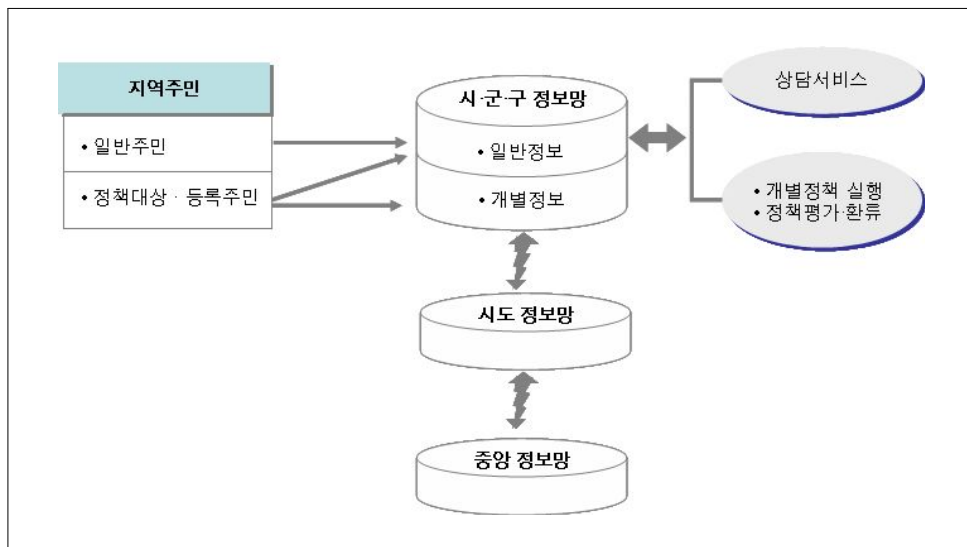 지역주민
• 일반주민
• 정책대상 · 등록주민
시·군·구 정보망
• 일반정보
• 개별정보
상담서비스
• 개별정책 실행
• 정책평가·환류
시도 정보망
중앙 정보망